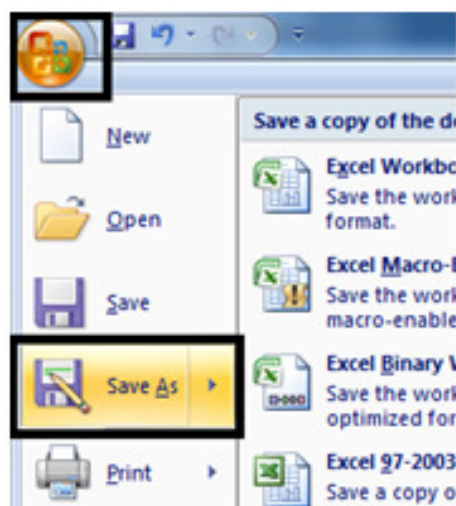 New
Open
Save
Save As
Print
Save a copy of the d
Excel Workbo
Save the work
format.
Excel Macro-E
Save the work
macro-enable
Excel Binary W
Save the work
optimized for
Excel 97-2003
Save a copy o